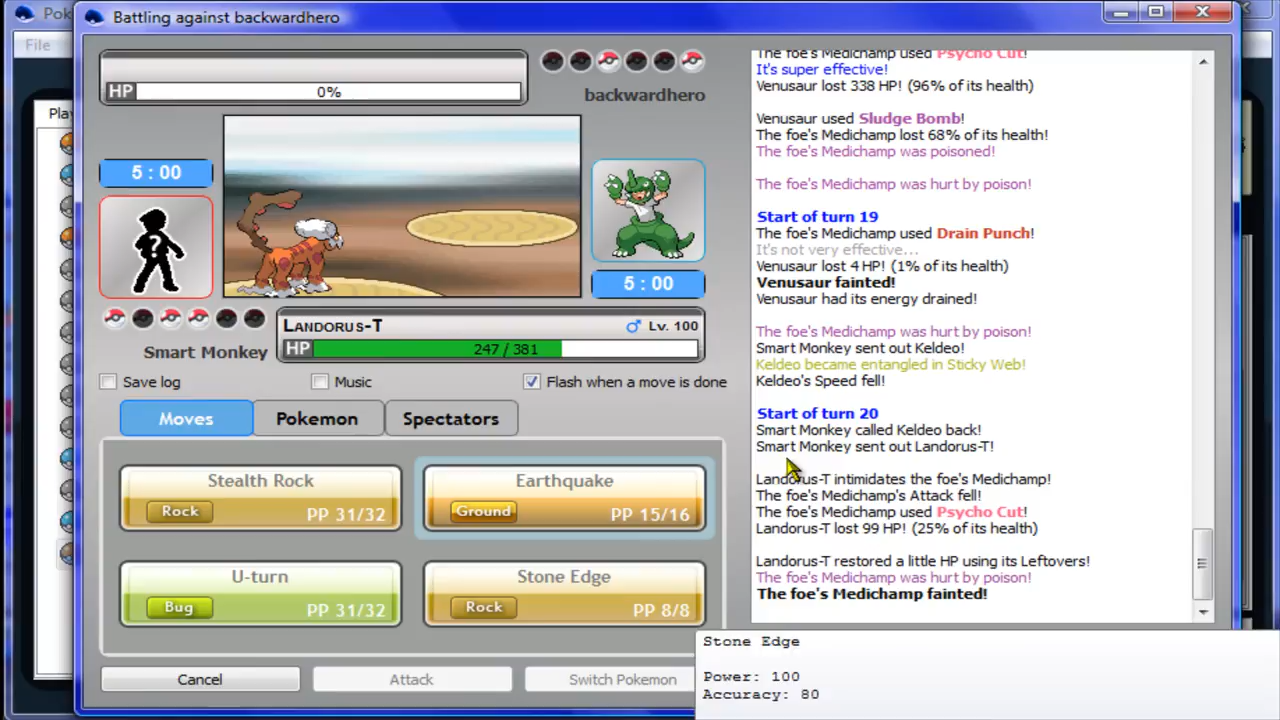 Pok
Battling against backwardhero
File
Play
HP
0%
backwardhero
5 : 00
5 : 00
LANDORUS-T
Lv. 100
HP
247 / 381
Smart Monkey
Save log
Music
Flash when a move is done
Moves
Pokemon
Spectators
Stealth Rock
Rock
PP 31/32
Earthquake
Ground
PP 15/16
U-turn
Bug
PP 31/32
Stone Edge
Rock
PP 8/8
Cancel
Attack
Switch Pokemon
The foe's Medichamp used Psycho Cut!
It's super effective!
Venusaur lost 338 HP! (96% of its health)
Venusaur used Sludge Bomb!
The foe's Medichamp lost 68% of its health!
The foe's Medichamp was poisoned!
The foe's Medichamp was hurt by poison!
Start of turn 19
The foe's Medichamp used Drain Punch!
It's not very effective...
Venusaur lost 4 HP! (1% of its health)
Venusaur fainted!
Venusaur had its energy drained!
The foe's Medichamp was hurt by poison!
Smart Monkey sent out Keldeo!
Keldeo became entangled in Sticky Web!
Keldeo's Speed fell!
Start of turn 20
Smart Monkey called Keldeo back!
Smart Monkey sent out Landorus-T!
Landorus-T intimidates the foe's Medichamp!
The foe's Medichamp's Attack fell!
The foe's Medichamp used Psycho Cut!
Landorus-T lost 99 HP! (25% of its health)
Landorus-T restored a little HP using its Leftovers!
The foe's Medichamp was hurt by poison!
The foe's Medichamp fainted!
Stone Edge
Power: 100
Accuracy: 80